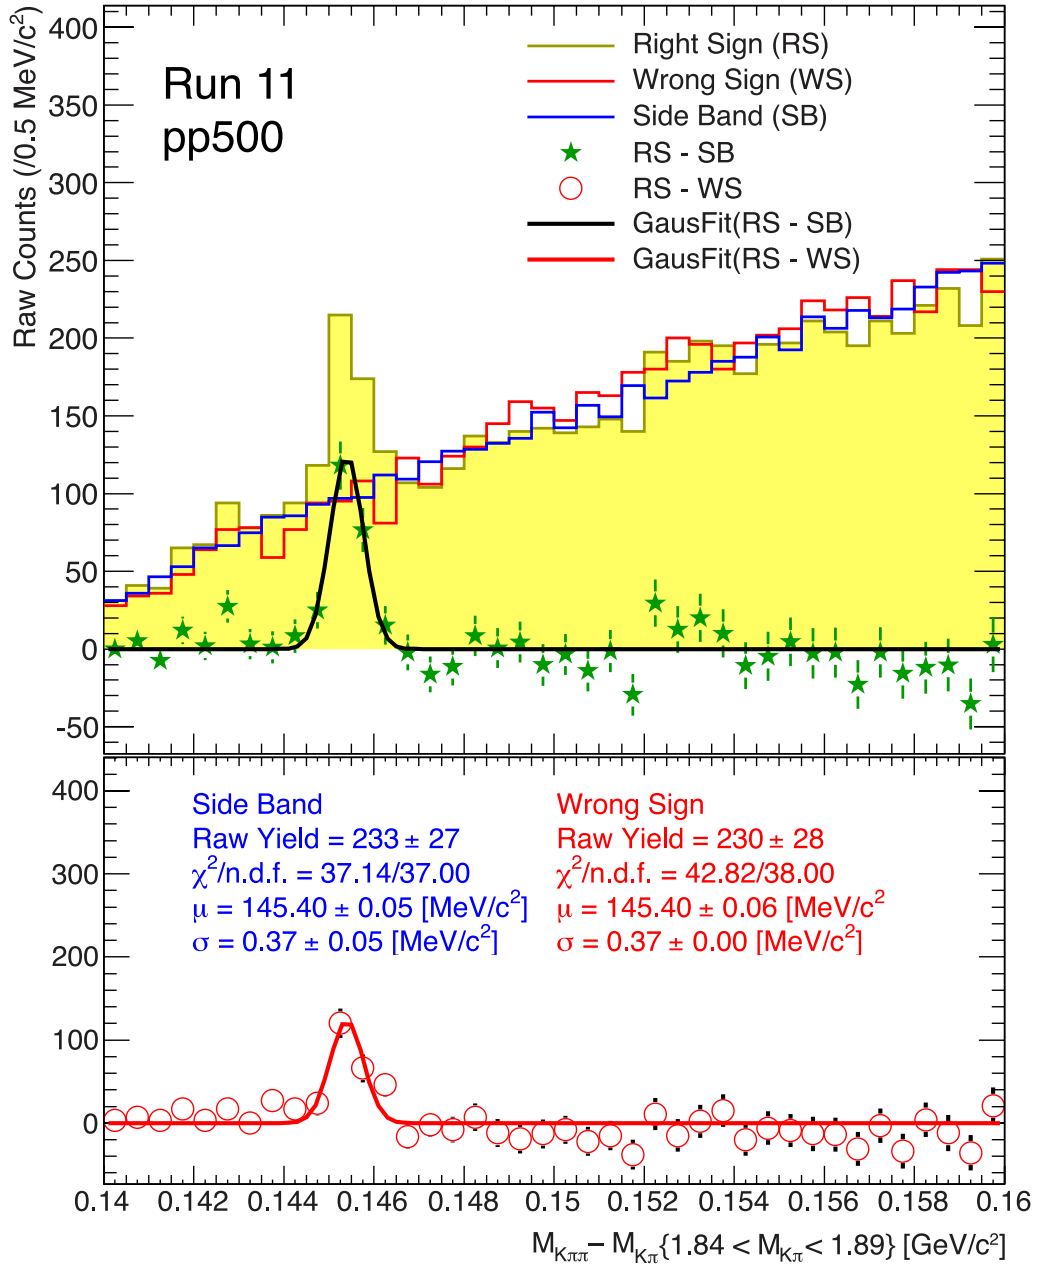 Raw Counts (/0.5 MeV/c²)
400
350
300
250
200
150
100
50
0
-50
Run 11
pp500
Right Sign (RS)
Wrong Sign (WS)
Side Band (SB)
RS - SB
RS - WS
GausFit(RS - SB)
GausFit(RS - WS)
400
300
200
100
0
Side Band
Raw Yield = 233 ± 27
χ²/n.d.f. = 37.14/37.00
μ = 145.40 ± 0.05 [MeV/c²]
σ = 0.37 ± 0.05 [MeV/c²]
Wrong Sign
Raw Yield = 230 ± 28
χ²/n.d.f. = 42.82/38.00
μ = 145.40 ± 0.06 [MeV/c²
σ = 0.37 ± 0.00 [MeV/c²]
0.14 0.142 0.144 0.146 0.148 0.15 0.152 0.154 0.156 0.158 0.16
M_Kππ − M_Kπ{1.84 < M_Kπ < 1.89} [GeV/c²]